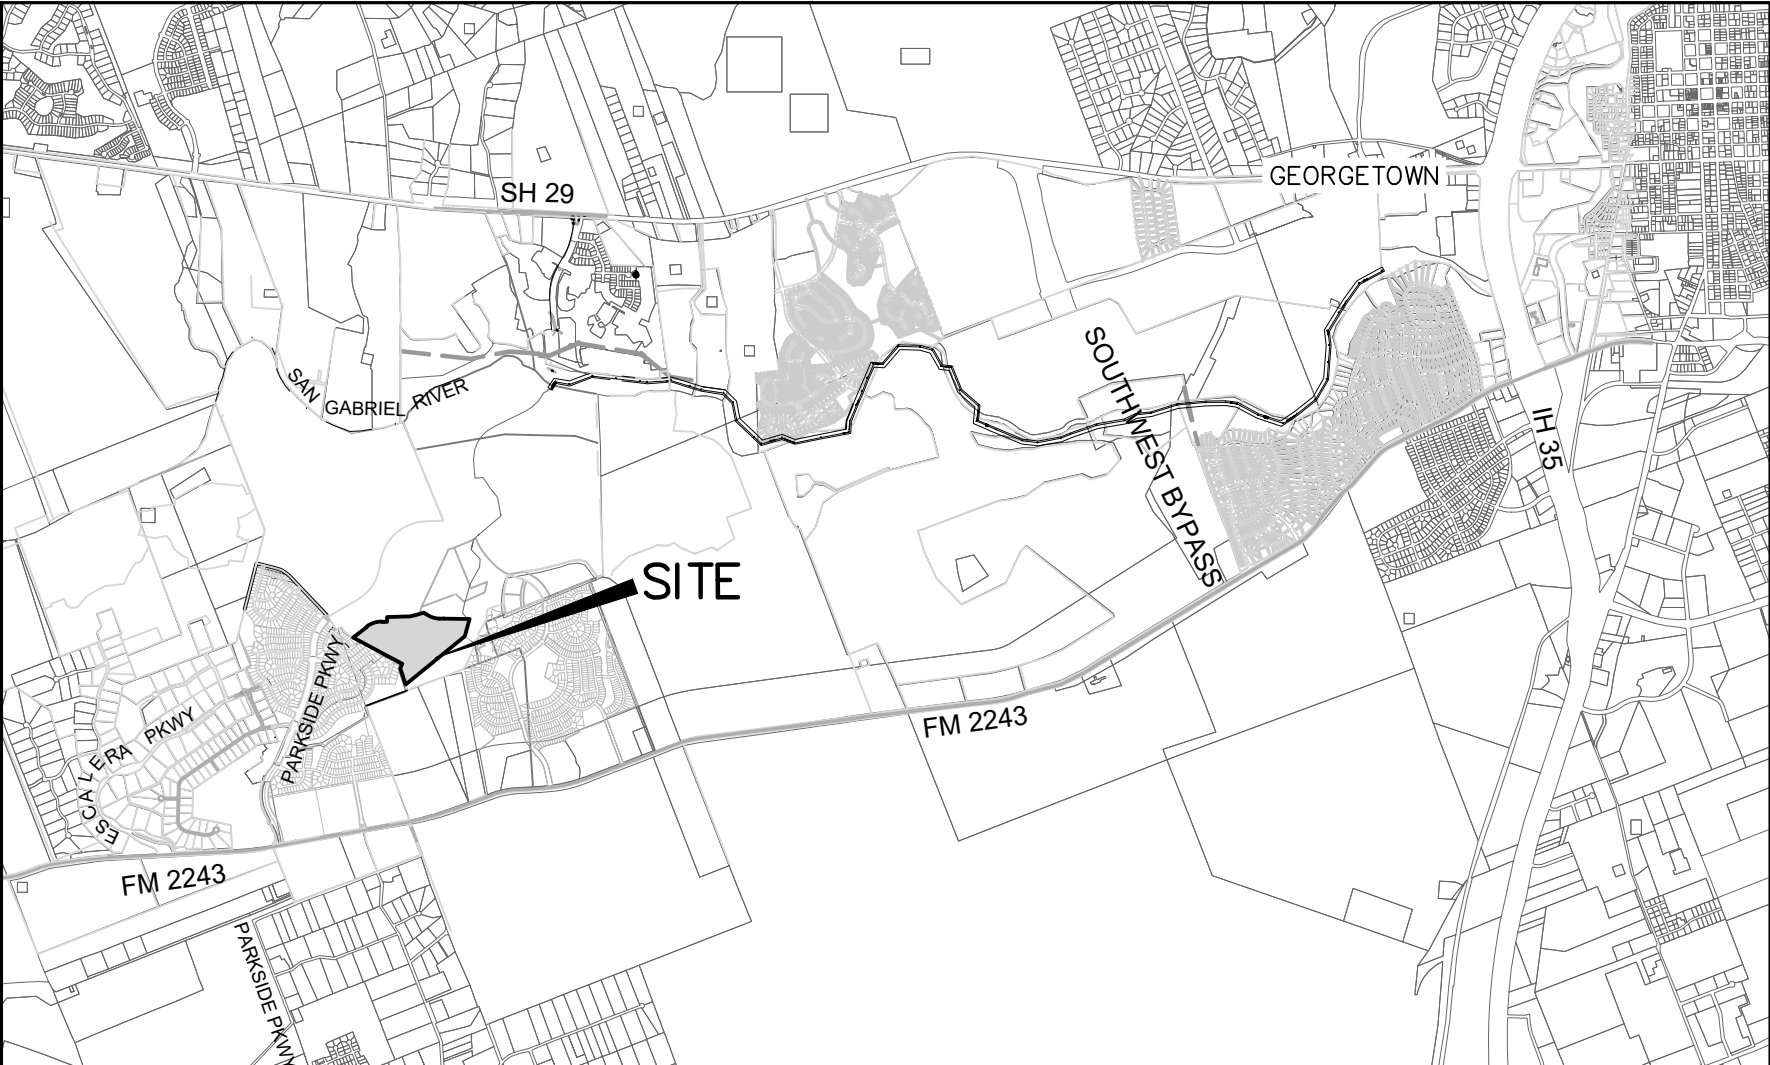 GEORGETOWN
SH 29
SAN GABRIEL RIVER
SOUTHWEST BYPASS
IH 35
SITE
PARKSIDE PKWY
ESCALERA PKWY
FM 2243
FM 2243
PARKSIDE PKWY